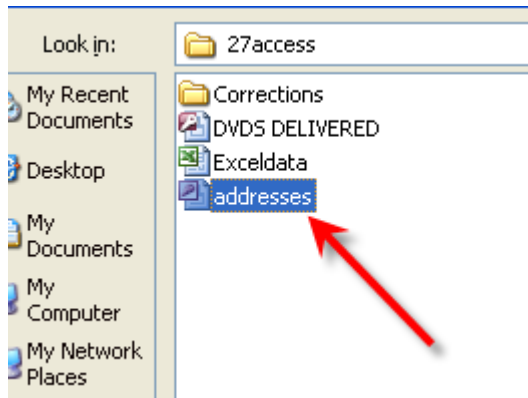 Look in:
27access
My Recent
Documents
Desktop
My
Documents
My
Computer
My Network
Places
Corrections
DVDS DELIVERED
Exceldata
addresses